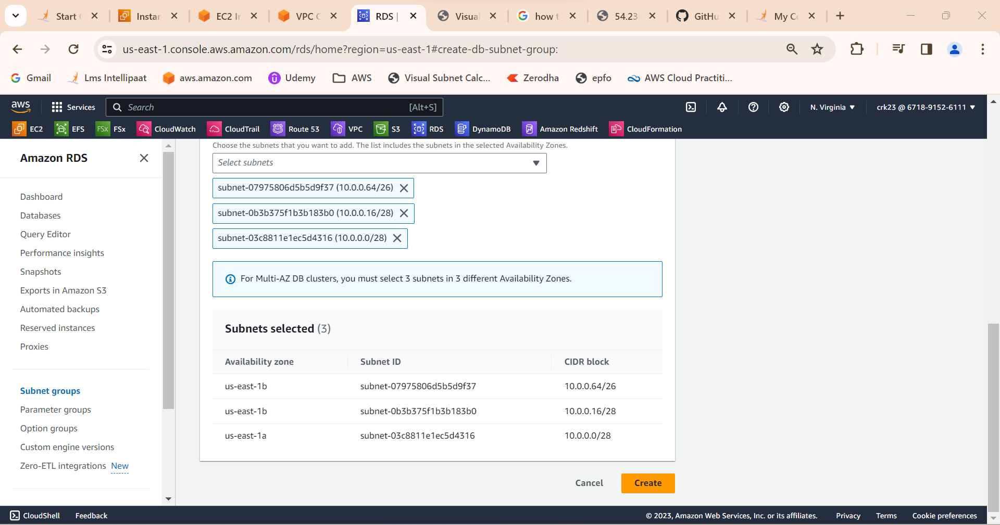 Start
Instar
EC2 In
VPC
RDS |
Visual
how t
54.23
GitHu
My Co
us-east-1.console.aws.amazon.com/rds/home?region=us-east-1#create-db-subnet-group:
Gmail
Lms Intellipaat
aws.amazon.com
Udemy
AWS
Visual Subnet Calc...
Zerodha
epfo
AWS Cloud Practiti...
aws
Services
Search
[Alt+S]
N. Virginia
crk23 @ 6718-9152-6111
EC2
EFS
FSx
FSx
CloudWatch
CloudTrail
Route 53
VPC
S3
RDS
DynamoDB
Amazon Redshift
CloudFormation
Amazon RDS
Dashboard
Databases
Query Editor
Performance insights
Snapshots
Exports in Amazon S3
Automated backups
Reserved instances
Proxies
Subnet groups
Parameter groups
Option groups
Custom engine versions
Zero-ETL integrations New
Choose the subnets that you want to add. The list includes the subnets in the selected Availability Zones.
Select subnets
subnet-07975806d5b5d9f37 (10.0.0.64/26)
subnet-0b3b375f1b3b183b0 (10.0.0.16/28)
subnet-03c8811e1ec5d4316 (10.0.0.0/28)
For Multi-AZ DB clusters, you must select 3 subnets in 3 different Availability Zones.
Subnets selected (3)
Availability zone Subnet ID CIDR block
us-east-1b subnet-07975806d5b5d9f37 10.0.0.64/26
us-east-1b subnet-0b3b375f1b3b183b0 10.0.0.16/28
us-east-1a subnet-03c8811e1ec5d4316 10.0.0.0/28
Cancel
Create
CloudShell
Feedback
© 2023, Amazon Web Services, Inc. or its affiliates.
Privacy
Terms
Cookie preferences